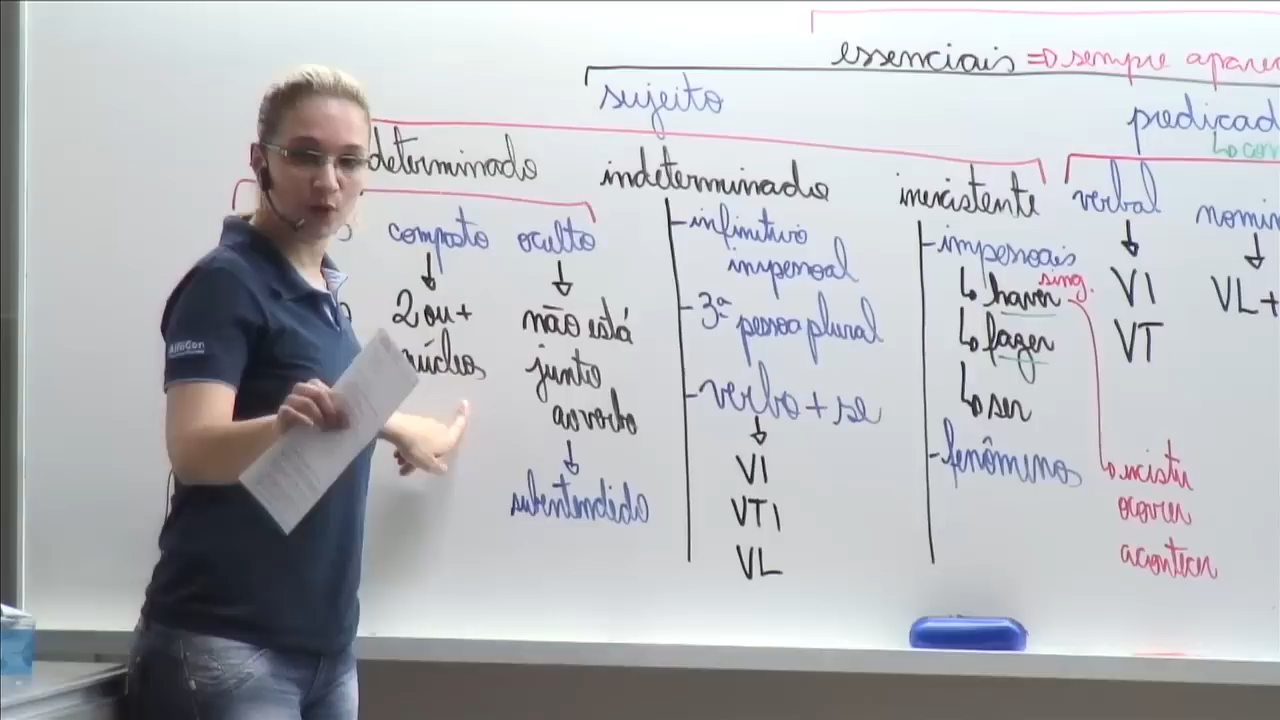 essenciais => sempre apare
sujeito
predicad
determinado
indeterminado
inexistente
verbal
nomin
composto
oculto
2 ou +
núcleos
não está
junto
ao verbo
subentendido
infinitivo
impessoal
3ª pessoa plural
verbo + se
VI
VTI
VL
impessoais
haver sing.
fazer
ser
fenômenos
existir
ocorrer
acontecer
VI
VT
VL +
AlfaCon